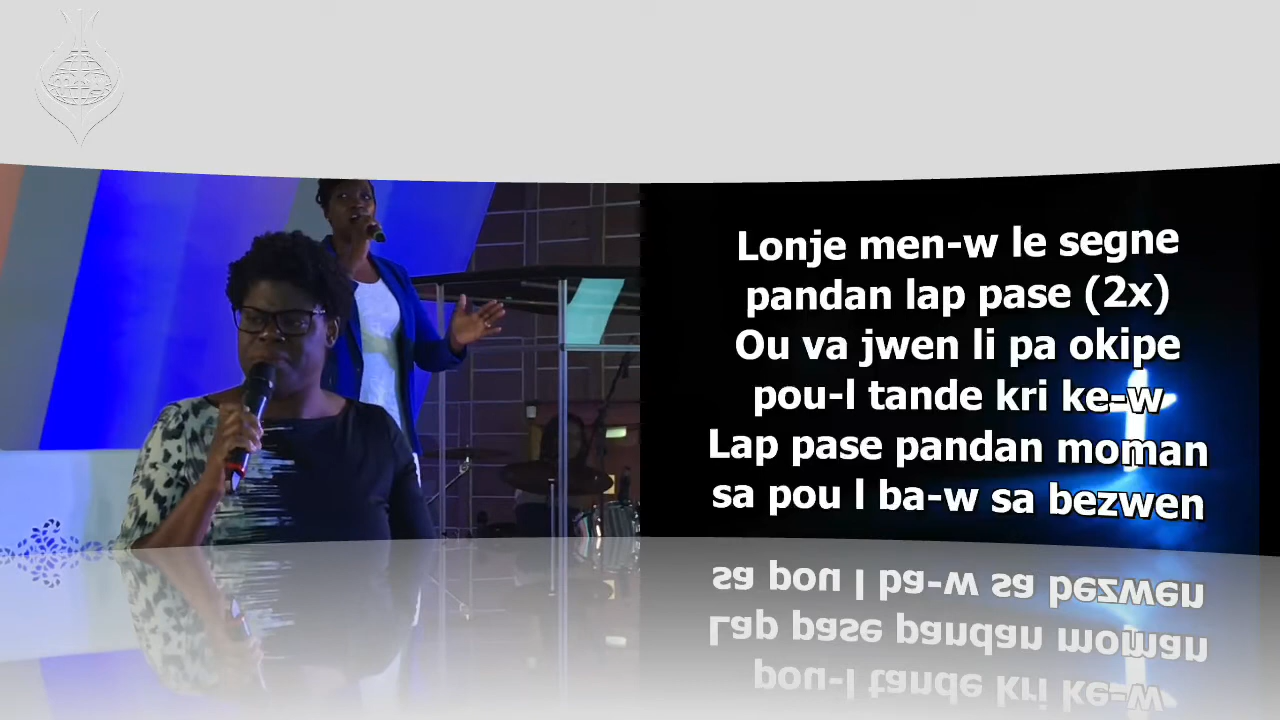 Lonje men-w le segne
pandan lap pase (2x)
Ou va jwen li pa okipe
pou-l tande kri ke-w
Lap pase pandan moman
sa pou l ba-w sa bezwen